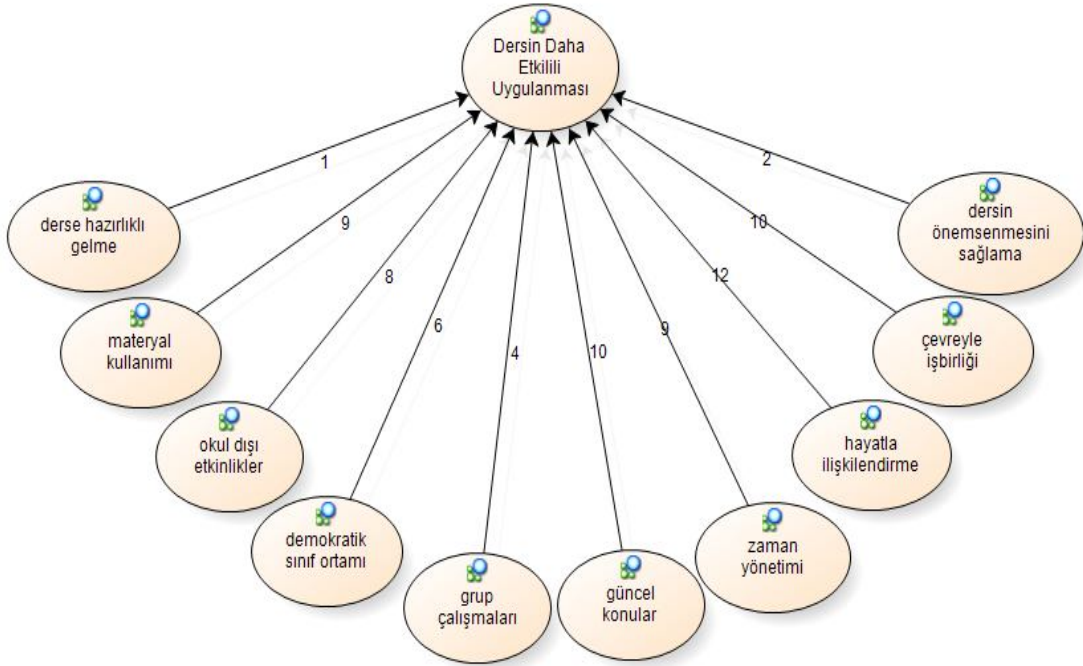 Dersin Daha
Etkilili
Uygulanması
1
2
9
10
8
12
6
4
10
9
derse hazırlıklı
gelme
dersin
önemsenmesini
sağlama
materyal
kullanımı
çevreyle
işbirliği
okul dışı
etkinlikler
hayatla
ilişkilendirme
demokratik
sınıf ortamı
zaman
yönetimi
grup
çalışmaları
güncel
konular